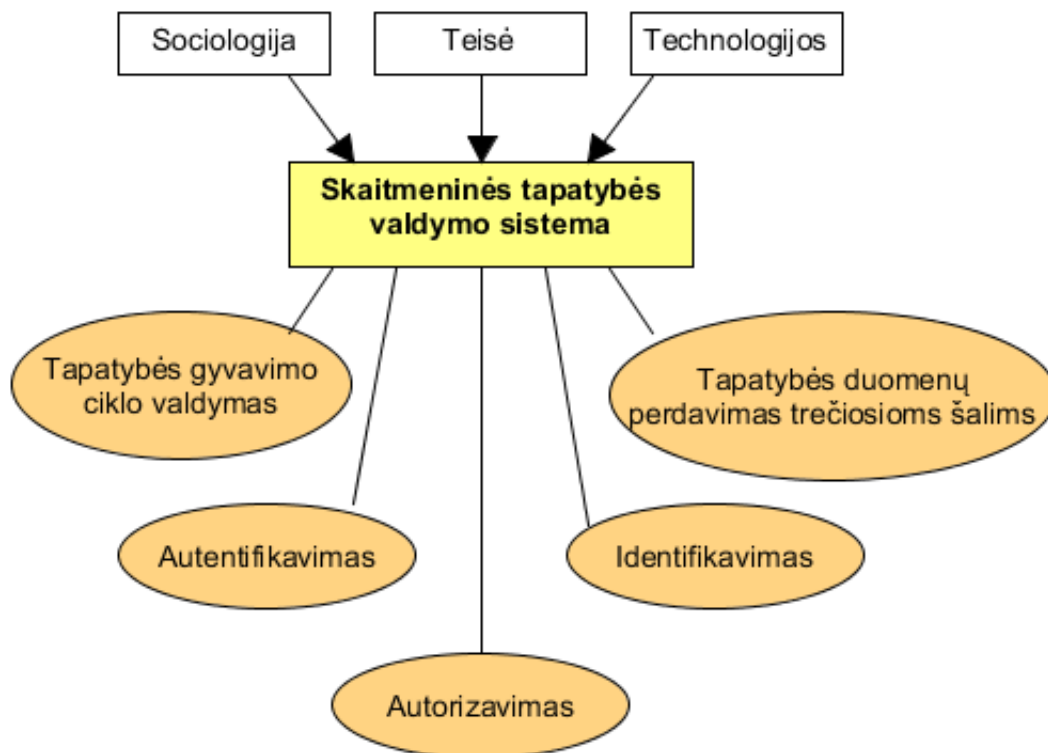 Sociologija
Teisė
Technologijos
Skaitmeninės tapatybės
valdymo sistema
Tapatybės gyvavimo
ciklo valdymas
Tapatybės duomenų
perdavimas trečiosioms šalims
Autentifikavimas
Identifikavimas
Autorizavimas